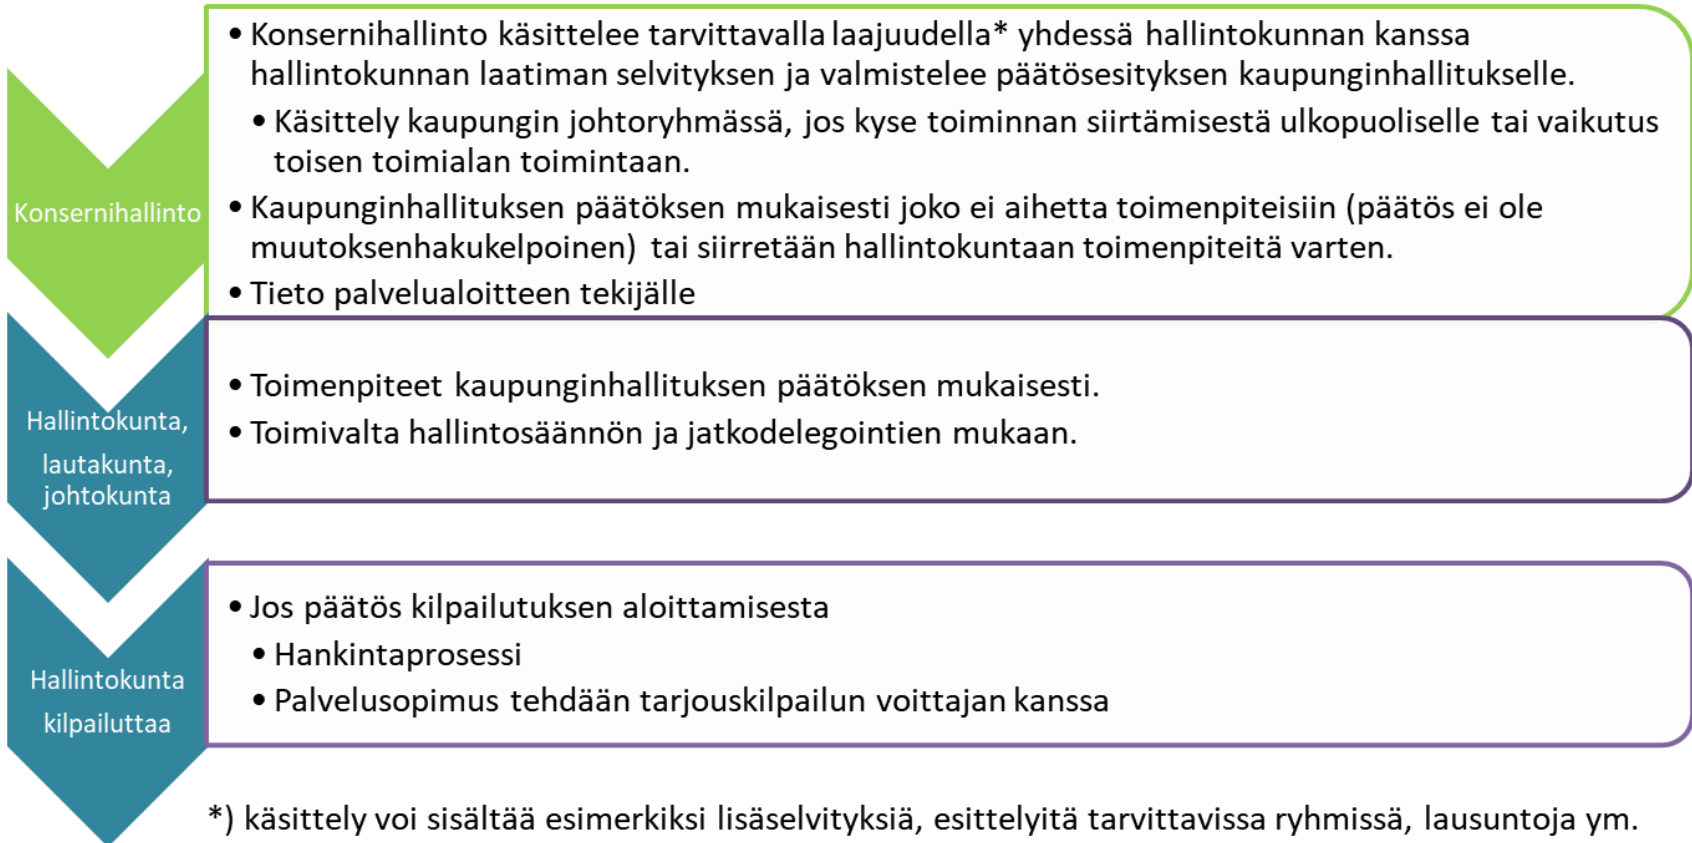 Konsernihallinto
• Konsernihallinto käsittelee tarvittavalla laajuudella* yhdessä hallintokunnan kanssa
hallintokunnan laatiman selvityksen ja valmistelee päätösesityksen kaupunginhallitukselle.
• Käsittely kaupungin johtoryhmässä, jos kyse toiminnan siirtämisestä ulkopuoliselle tai vaikutus
toisen toimialan toimintaan.
• Kaupunginhallituksen päätöksen mukaisesti joko ei aihetta toimenpiteisiin (päätös ei ole
muutoksenhakukelpoinen) tai siirretään hallintokuntaan toimenpiteitä varten.
• Tieto palvelualoitteen tekijälle
Hallintokunta,
lautakunta,
johtokunta
• Toimenpiteet kaupunginhallituksen päätöksen mukaisesti.
• Toimivalta hallintosäännön ja jatkodelegointien mukaan.
Hallintokunta
kilpailuttaa
• Jos päätös kilpailutuksen aloittamisesta
• Hankintaprosessi
• Palvelusopimus tehdään tarjouskilpailun voittajan kanssa
*) käsittely voi sisältää esimerkiksi lisäselvityksiä, esittelyitä tarvittavissa ryhmissä, lausuntoja ym.